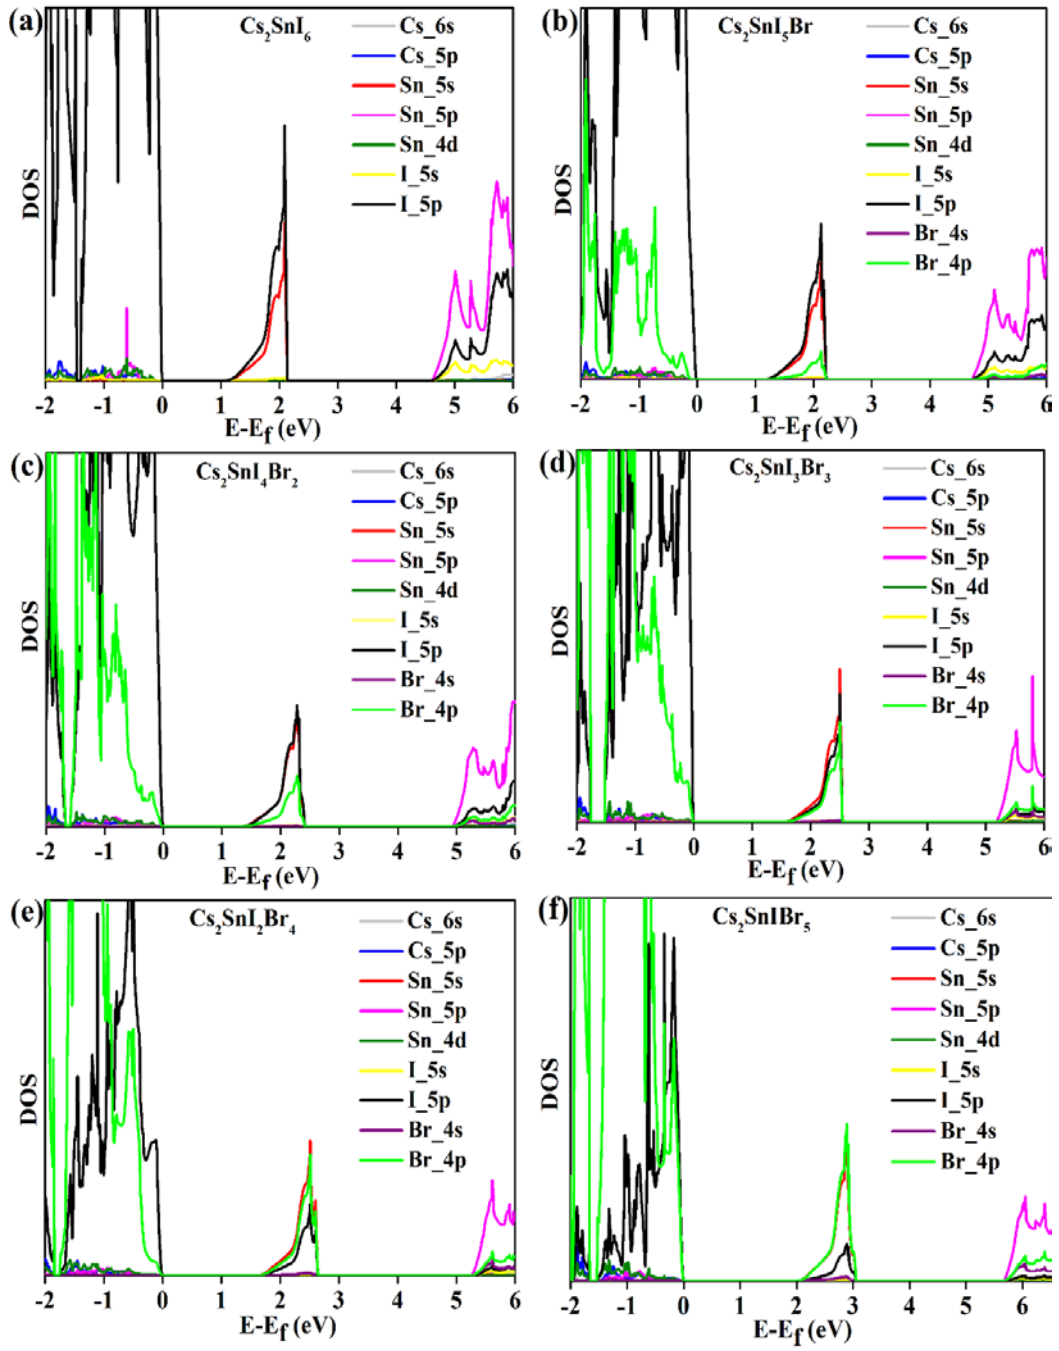 (a)
Cs₂SnI₆
Cs_6s
Cs_5p
Sn_5s
Sn_5p
Sn_4d
I_5s
I_5p
DOS
-2 -1 0 1 2 3 4 5 6
E-E_f (eV)
(b)
Cs₂SnI₅Br
Cs_6s
Cs_5p
Sn_5s
Sn_5p
Sn_4d
I_5s
I_5p
Br_4s
Br_4p
DOS
-2 -1 0 1 2 3 4 5 6
E-E_f (eV)
(c)
Cs₂SnI₄Br₂
Cs_6s
Cs_5p
Sn_5s
Sn_5p
Sn_4d
I_5s
I_5p
Br_4s
Br_4p
DOS
-2 -1 0 1 2 3 4 5 6
E-E_f (eV)
(d)
Cs₂SnI₃Br₃
Cs_6s
Cs_5p
Sn_5s
Sn_5p
Sn_4d
I_5s
I_5p
Br_4s
Br_4p
DOS
-2 -1 0 1 2 3 4 5 6
E-E_f (eV)
(e)
Cs₂SnI₂Br₄
Cs_6s
Cs_5p
Sn_5s
Sn_5p
Sn_4d
I_5s
I_5p
Br_4s
Br_4p
DOS
-2 -1 0 1 2 3 4 5 6
E-E_f (eV)
(f)
Cs₂SnIBr₅
Cs_6s
Cs_5p
Sn_5s
Sn_5p
Sn_4d
I_5s
I_5p
Br_4s
Br_4p
DOS
-2 -1 0 1 2 3 4 5 6
E-E_f (eV)